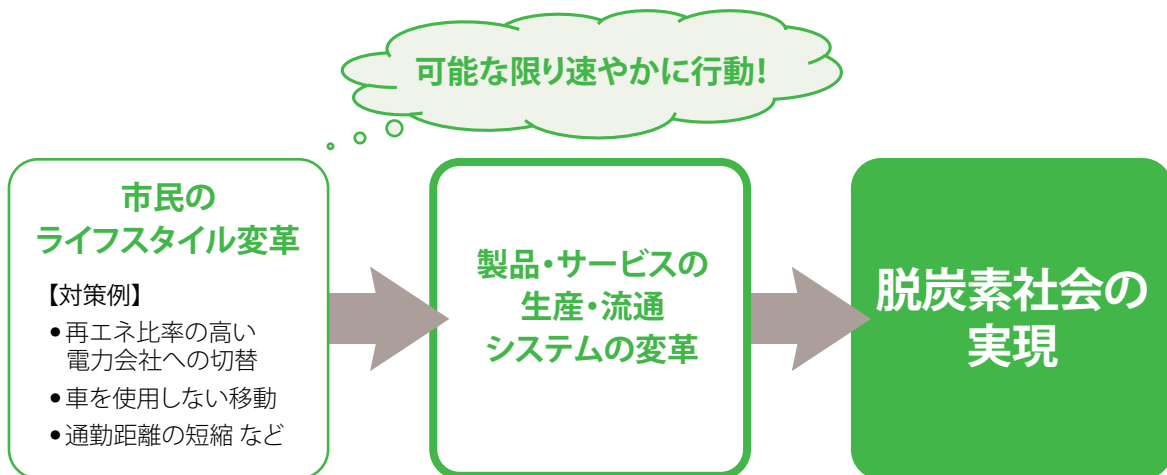 可能な限り速やかに行動!
市民の
ライフスタイル変革
【対策例】
●再エネ比率の高い
電力会社への切替
●車を使用しない移動
●通勤距離の短縮 など
製品・サービスの
生産・流通
システムの変革
脱炭素社会の
実現